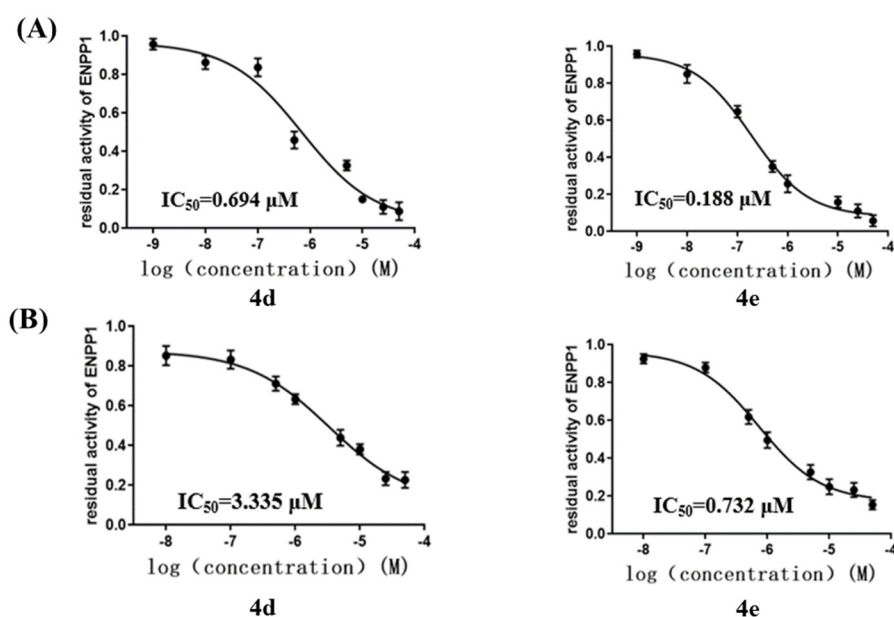 (A)
residual activity of ENPP1
1.0
0.8
0.6
0.4
0.2
0.0
IC50=0.694 μM
-9 -8 -7 -6 -5 -4
log（concentration）(M)
4d
residual activity of ENPP1
1.0
0.8
0.6
0.4
0.2
0.0
IC50=0.188 μM
-9 -8 -7 -6 -5 -4
log（concentration）(M)
4e
(B)
residual activity of ENPP1
1.0
0.8
0.6
0.4
0.2
0.0
IC50=3.335 μM
-8 -7 -6 -5 -4
log（concentration）(M)
4d
residual activity of ENPP1
1.0
0.8
0.6
0.4
0.2
0.0
IC50=0.732 μM
-8 -7 -6 -5 -4
log（concentration）(M)
4e